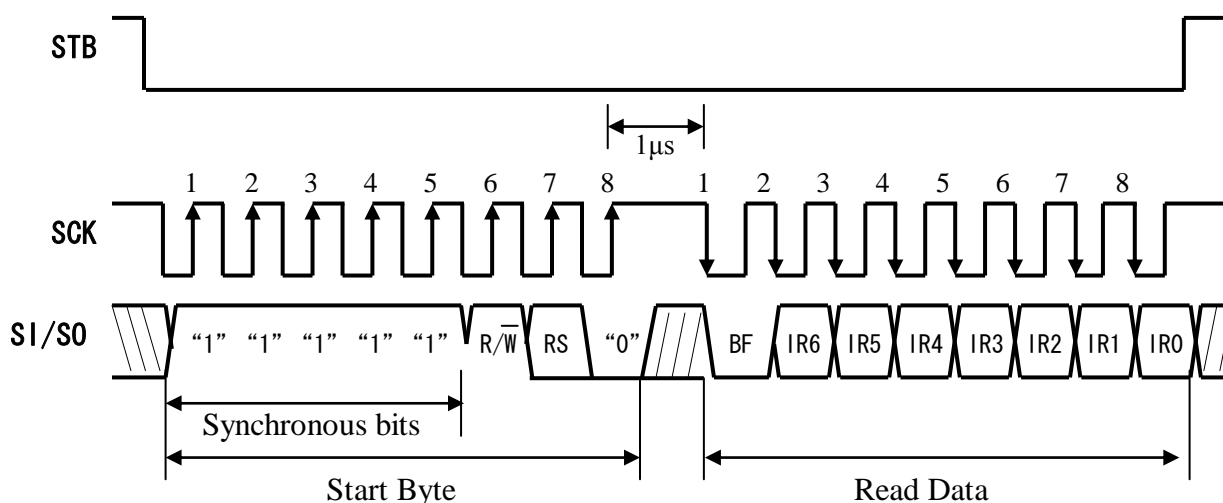 STB
1μs
1 2 3 4 5 6 7 8 1 2 3 4 5 6 7 8
SCK
SI/SO “1” “1” “1” “1” “1” R/W̅ RS “0” BF IR6 IR5 IR4 IR3 IR2 IR1 IR0
Synchronous bits
Start Byte Read Data